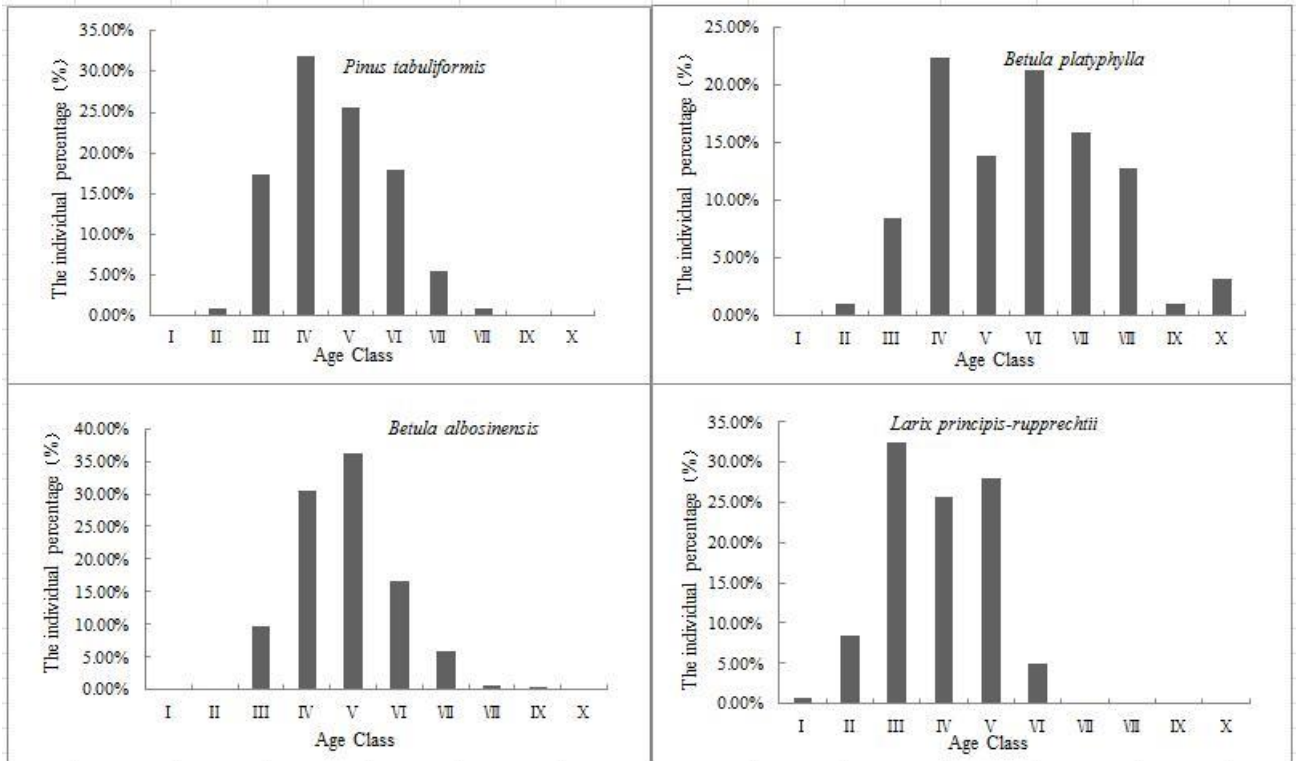 The individual percentage (%)
35.00%
30.00%
25.00%
20.00%
15.00%
10.00%
5.00%
0.00%
Pinus tabuliformis
I II III IV V VI VII VIII IX X
Age Class
The individual percentage (%)
25.00%
20.00%
15.00%
10.00%
5.00%
0.00%
Betula platyphylla
I II III IV V VI VII VIII IX X
Age Class
The individual percentage (%)
40.00%
35.00%
30.00%
25.00%
20.00%
15.00%
10.00%
5.00%
0.00%
Betula albosinensis
I II III IV V VI VII VIII IX X
Age Class
The individual percentage (%)
35.00%
30.00%
25.00%
20.00%
15.00%
10.00%
5.00%
0.00%
Larix principis-rupprechtii
I II III IV V VI VII VIII IX X
Age Class